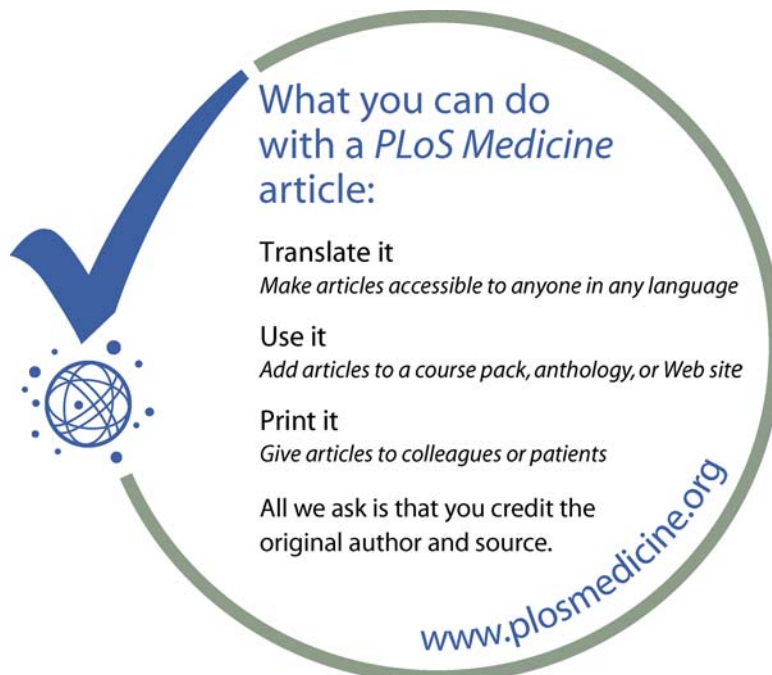 What you can do
with a PLoS Medicine
article:
Translate it
Make articles accessible to anyone in any language
Use it
Add articles to a course pack, anthology, or Web site
Print it
Give articles to colleagues or patients
All we ask is that you credit the
original author and source.
www.plosmedicine.org